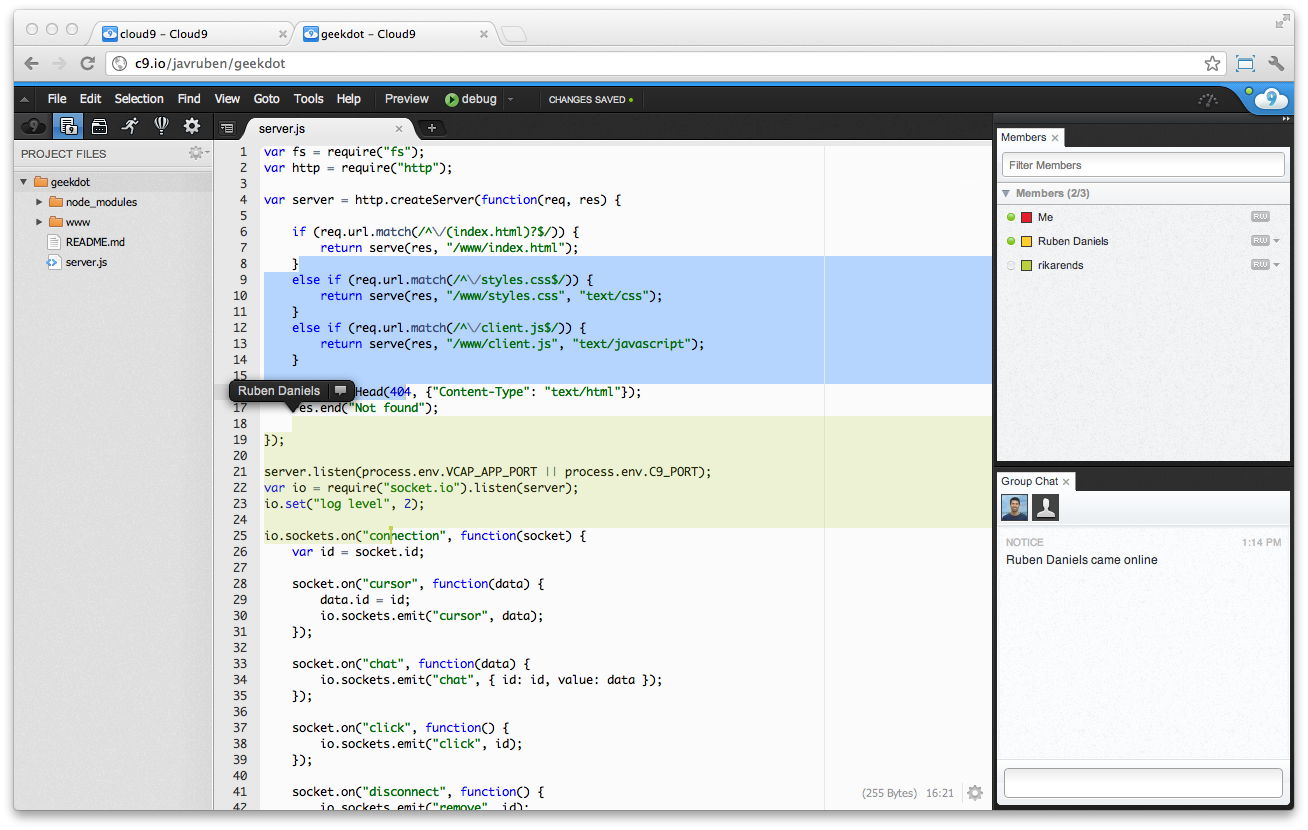 cloud9 – Cloud9
geekdot – Cloud9
c9.io/javruben/geekdot
File Edit Selection Find View Goto Tools Help Preview debug CHANGES SAVED
9
server.js
PROJECT FILES
geekdot
node_modules
www
README.md
server.js
1 var fs = require("fs");
2 var http = require("http");
3
4 var server = http.createServer(function(req, res) {
5
6 if (req.url.match(/^\/(index.html)?$/)) {
7 return serve(res, "/www/index.html");
8 }
9 else if (req.url.match(/^\/styles.css$/)) {
10 return serve(res, "/www/styles.css", "text/css");
11 }
12 else if (req.url.match(/^\/client.js$/)) {
13 return serve(res, "/www/client.js", "text/javascript");
14 }
15
Ruben Daniels
Head(404, {"Content-Type": "text/html"});
17 res.end("Not found");
18
19 });
20
21 server.listen(process.env.VCAP_APP_PORT || process.env.C9_PORT);
22 var io = require("socket.io").listen(server);
23 io.set("log level", 2);
24
25 io.sockets.on("connection", function(socket) {
26 var id = socket.id;
27
28 socket.on("cursor", function(data) {
29 data.id = id;
30 io.sockets.emit("cursor", data);
31 });
32
33 socket.on("chat", function(data) {
34 io.sockets.emit("chat", { id: id, value: data });
35 });
36
37 socket.on("click", function() {
38 io.sockets.emit("click", id);
39 });
40
41 socket.on("disconnect", function() {
42 io.sockets.emit("remove", id);
(255 Bytes) 16:21
Members
Filter Members
Members (2/3)
Me RW
Ruben Daniels RW
rikarends RW
Group Chat
NOTICE 1:14 PM
Ruben Daniels came online